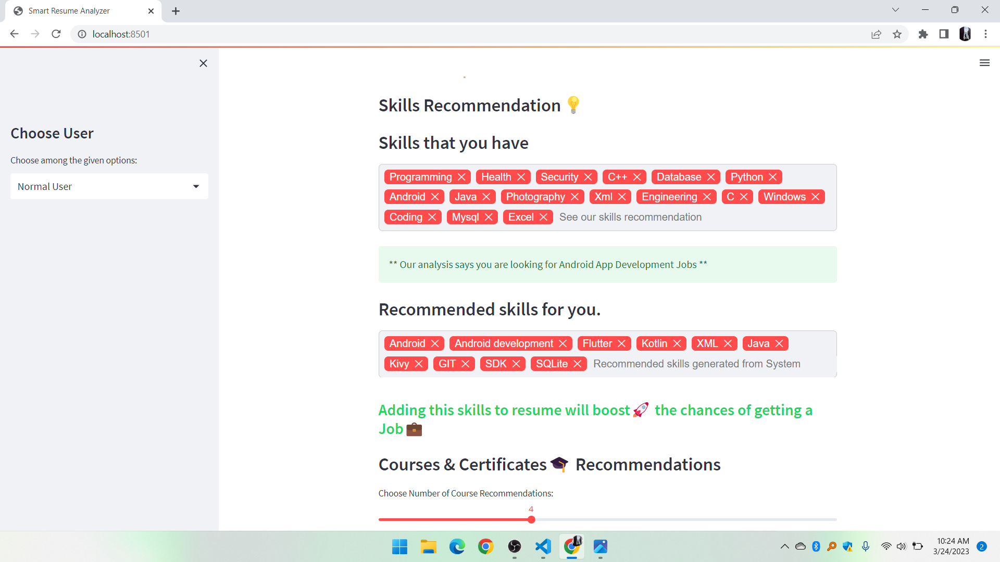 Smart Resume Analyzer
localhost:8501
Choose User
Choose among the given options:
Normal User
Skills Recommendation 💡
Skills that you have
Programming Health Security C++ Database Python
Android Java Photography Xml Engineering C Windows
Coding Mysql Excel See our skills recommendation
** Our analysis says you are looking for Android App Development Jobs **
Recommended skills for you.
Android Android development Flutter Kotlin XML Java
Kivy GIT SDK SQLite Recommended skills generated from System
Adding this skills to resume will boost 🚀 the chances of getting a
Job 💼
Courses & Certificates 🎓 Recommendations
Choose Number of Course Recommendations:
4
10:24 AM
3/24/2023
2